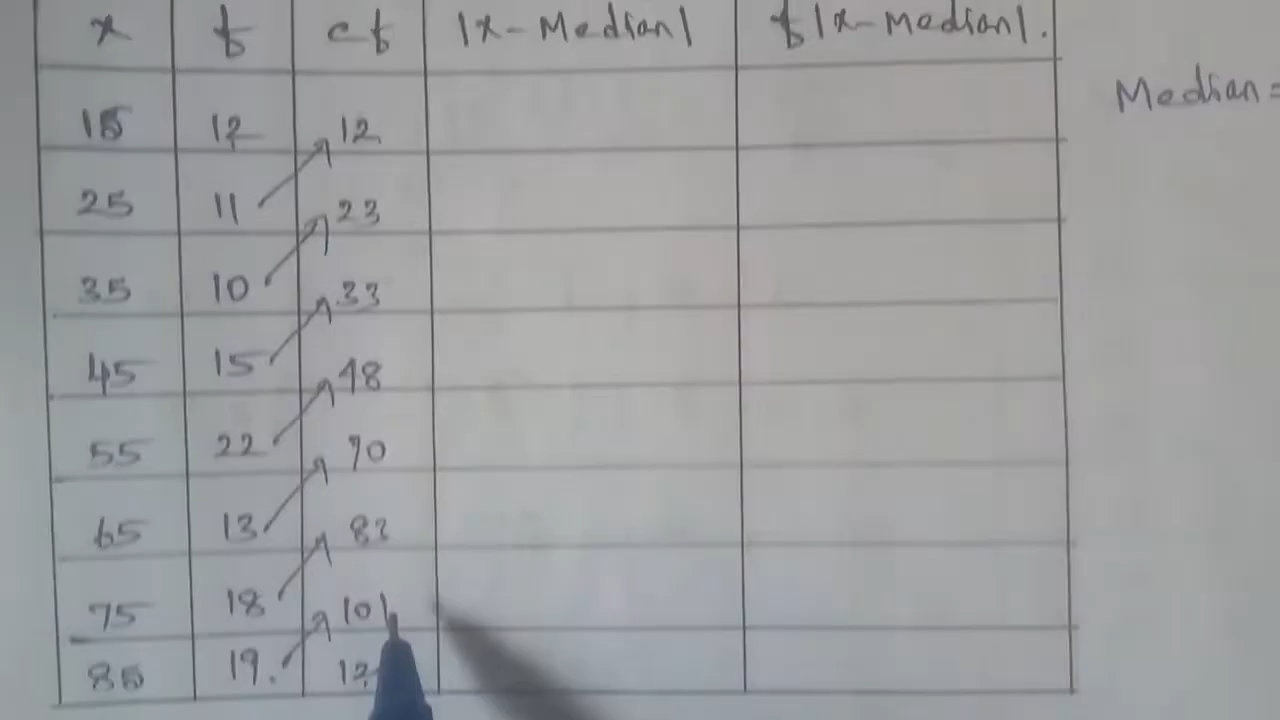 x f cf |x-Median| f|x-Median|.
Median=
15 12 12
25 11 23
35 10 33
45 15 48
55 22 70
65 13 83
75 18 101
85 19.